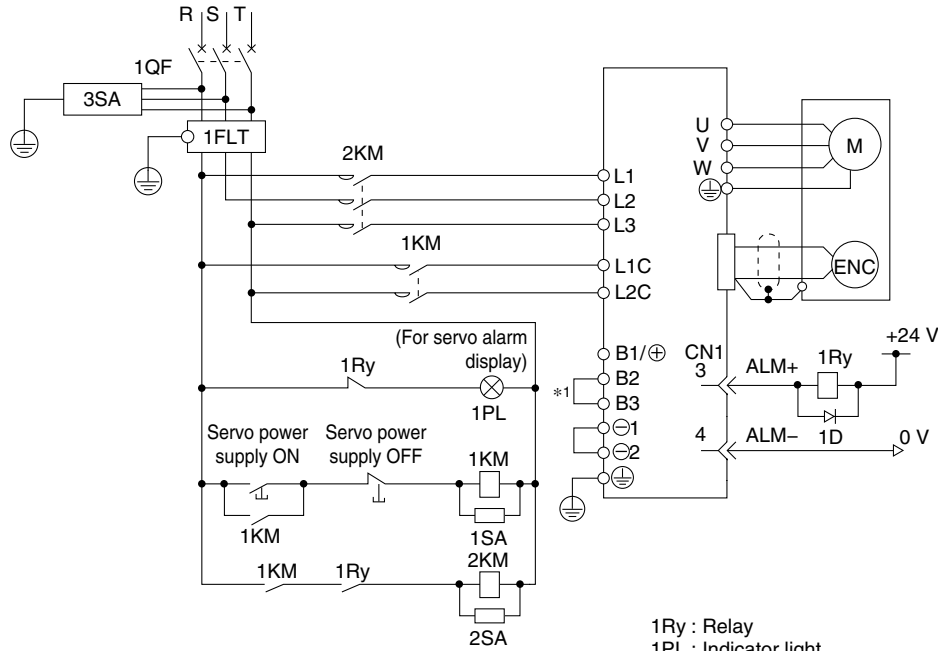 R S T
1QF
3SA
1FLT
2KM
L1
L2
L3
1KM
L1C
L2C
U
V
W
M
ENC
(For servo alarm
display)
1Ry
1PL
B1/⊕
B2
*1
B3
⊖1
⊖2
CN1
3
ALM+
1Ry
+24 V
1D
4
ALM−
0 V
Servo power
supply ON
Servo power
supply OFF
1KM
1KM
1SA
1KM
1Ry
2KM
2SA
1Ry : Relay
1PL : Indicator light